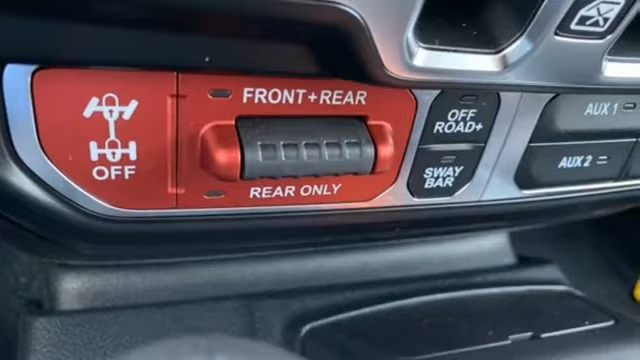 OFF
FRONT+REAR
REAR ONLY
OFF
ROAD+
SWAY
BAR
AUX 1
AUX 2